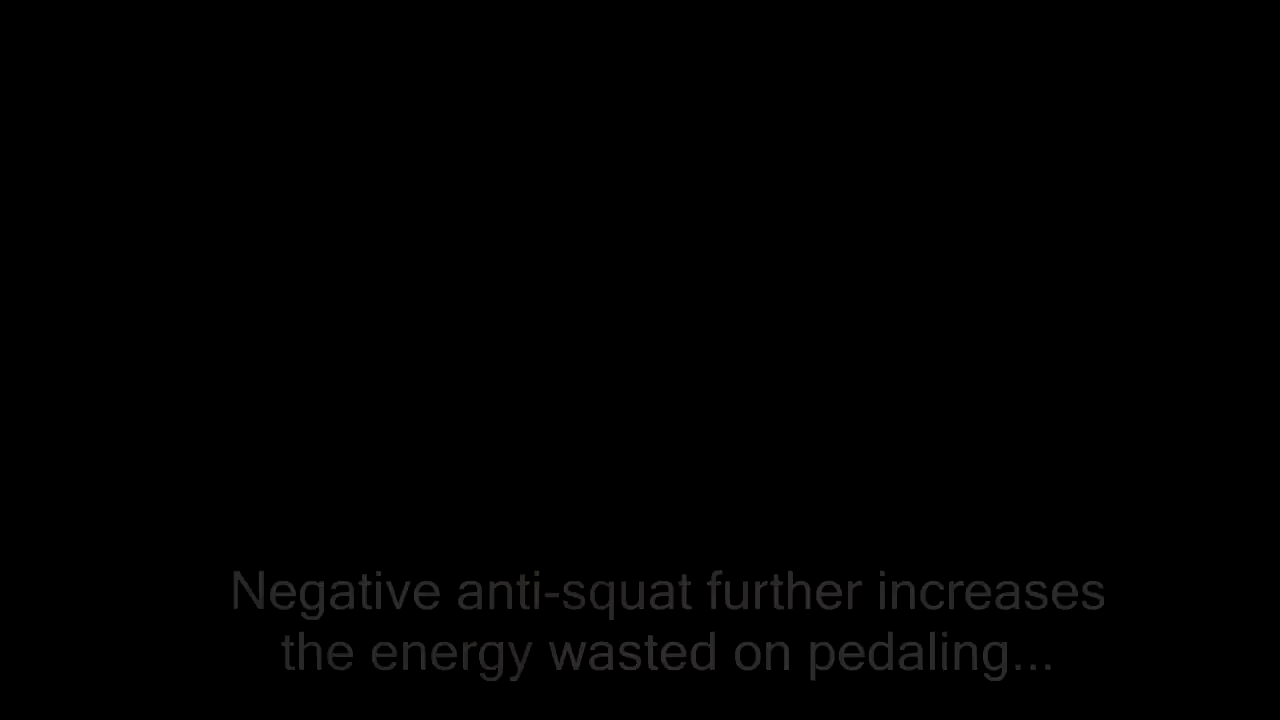 Negative anti-squat further increases
the energy wasted on pedaling...